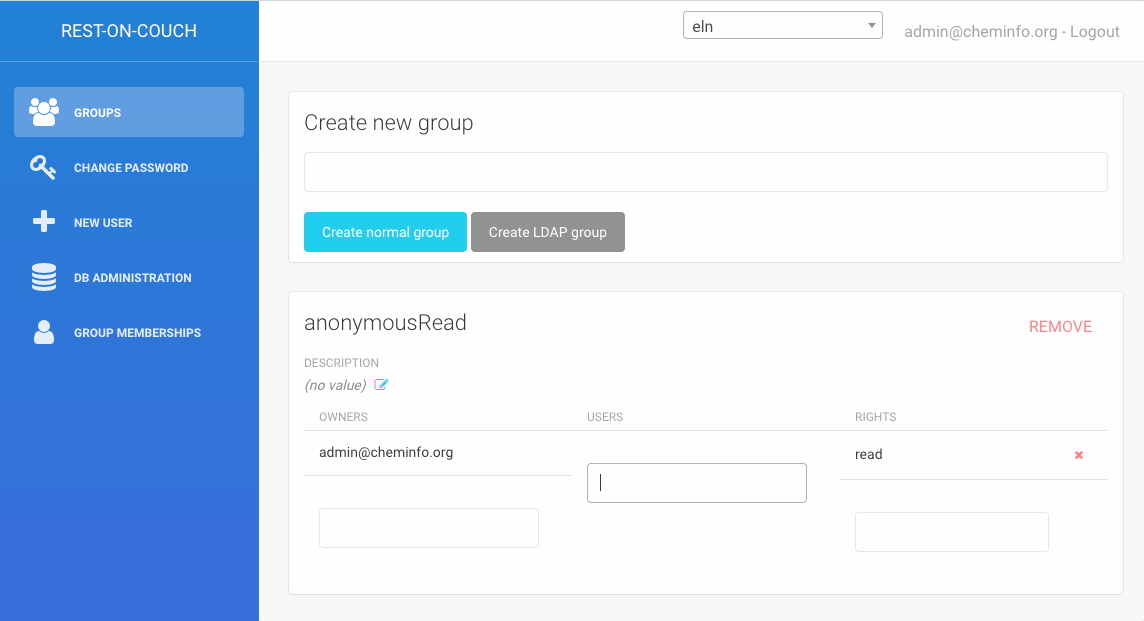 REST-ON-COUCH
eln
admin@cheminfo.org - Logout
GROUPS
CHANGE PASSWORD
NEW USER
DB ADMINISTRATION
GROUP MEMBERSHIPS
Create new group
Create normal group
Create LDAP group
anonymousRead
REMOVE
DESCRIPTION
(no value)
OWNERS
USERS
RIGHTS
admin@cheminfo.org
read